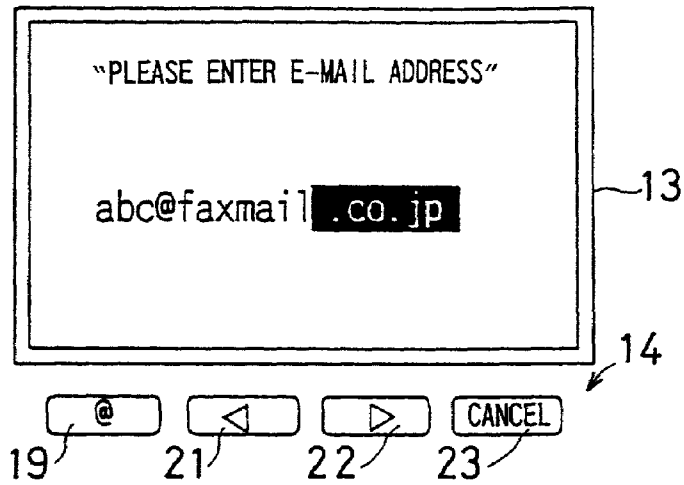 “PLEASE ENTER E-MAIL ADDRESS”
abc@faxmail.co.jp
13
14
@ ◁ ▷ CANCEL
19 21 22 23